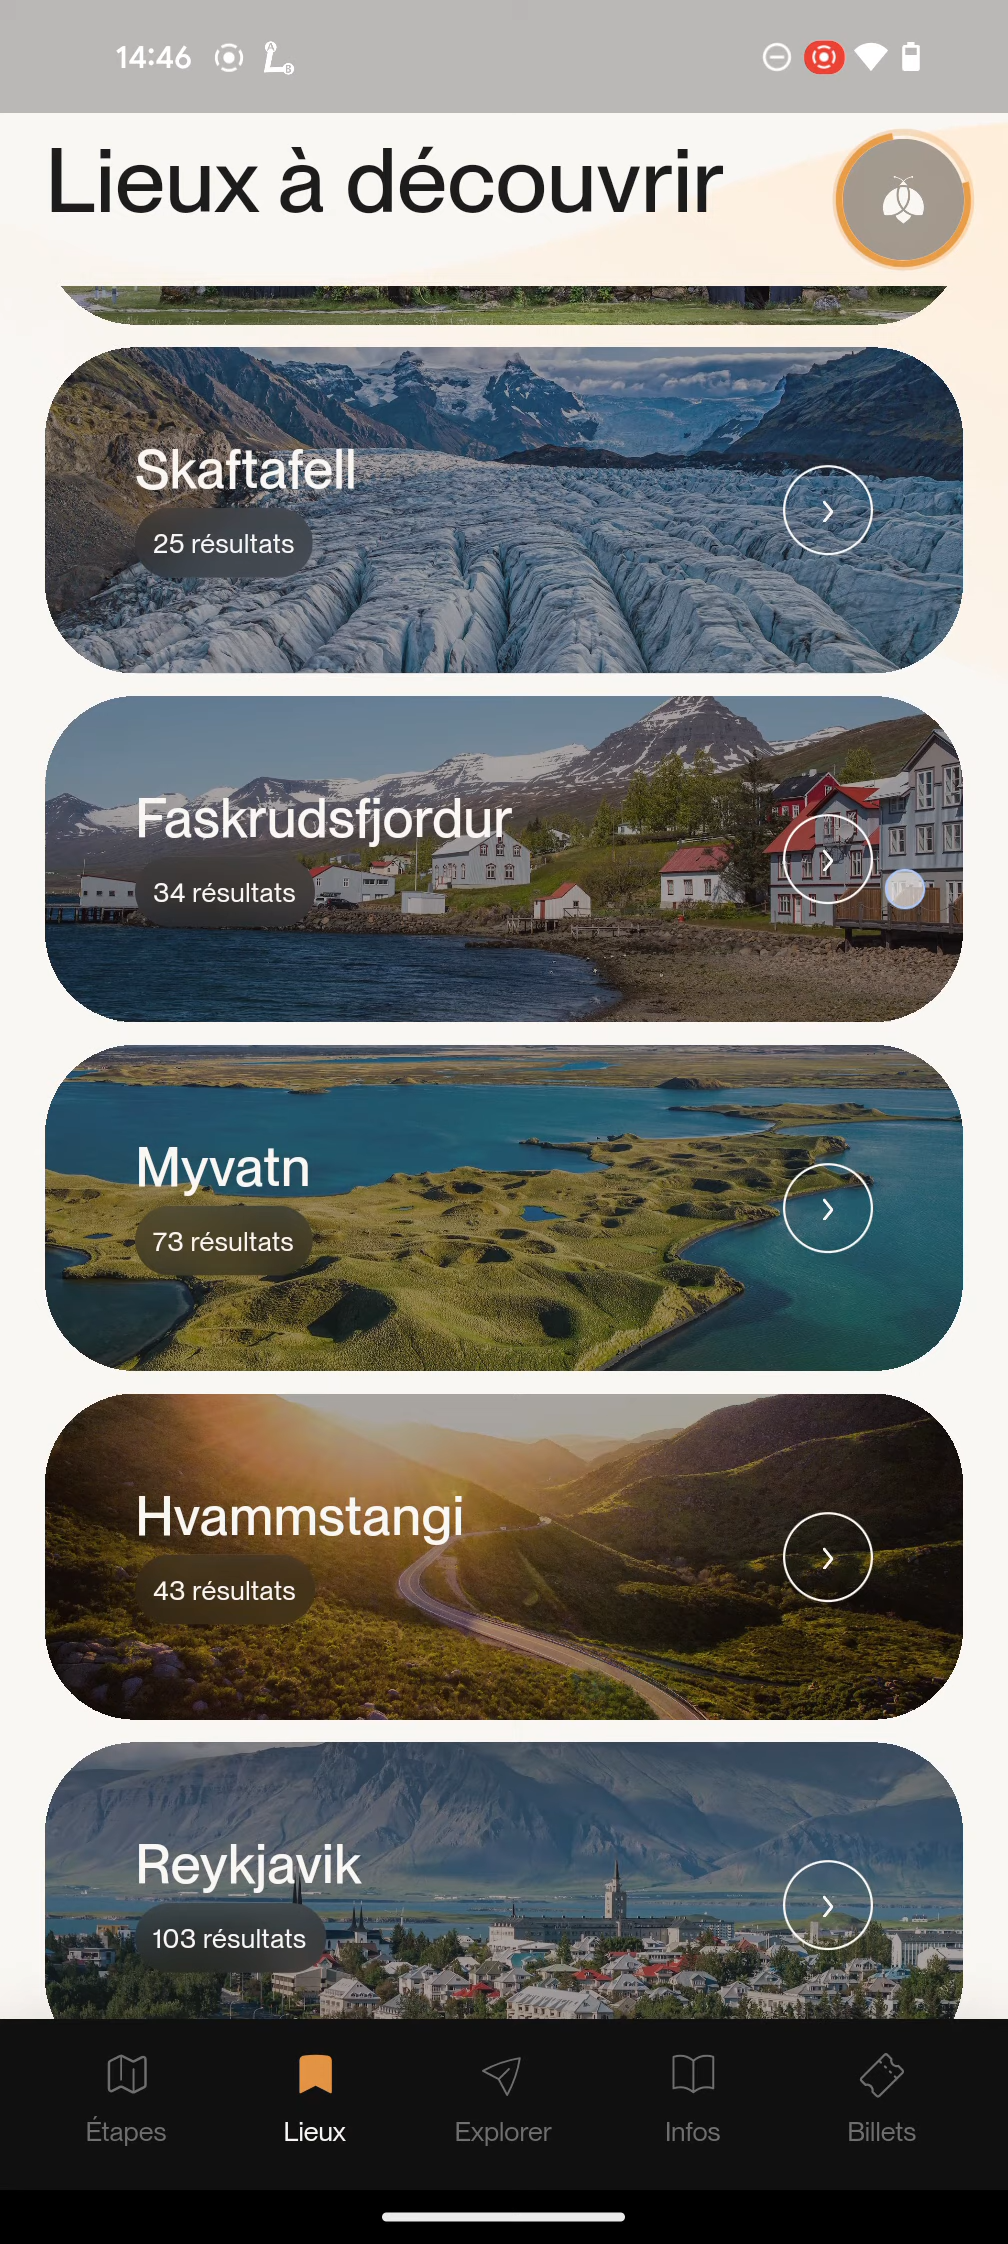 14:46
Lieux à découvrir
Skaftafell
25 résultats
Faskrudsfjordur
34 résultats
Myvatn
73 résultats
Hvammstangi
43 résultats
Reykjavik
103 résultats
Étapes
Lieux
Explorer
Infos
Billets